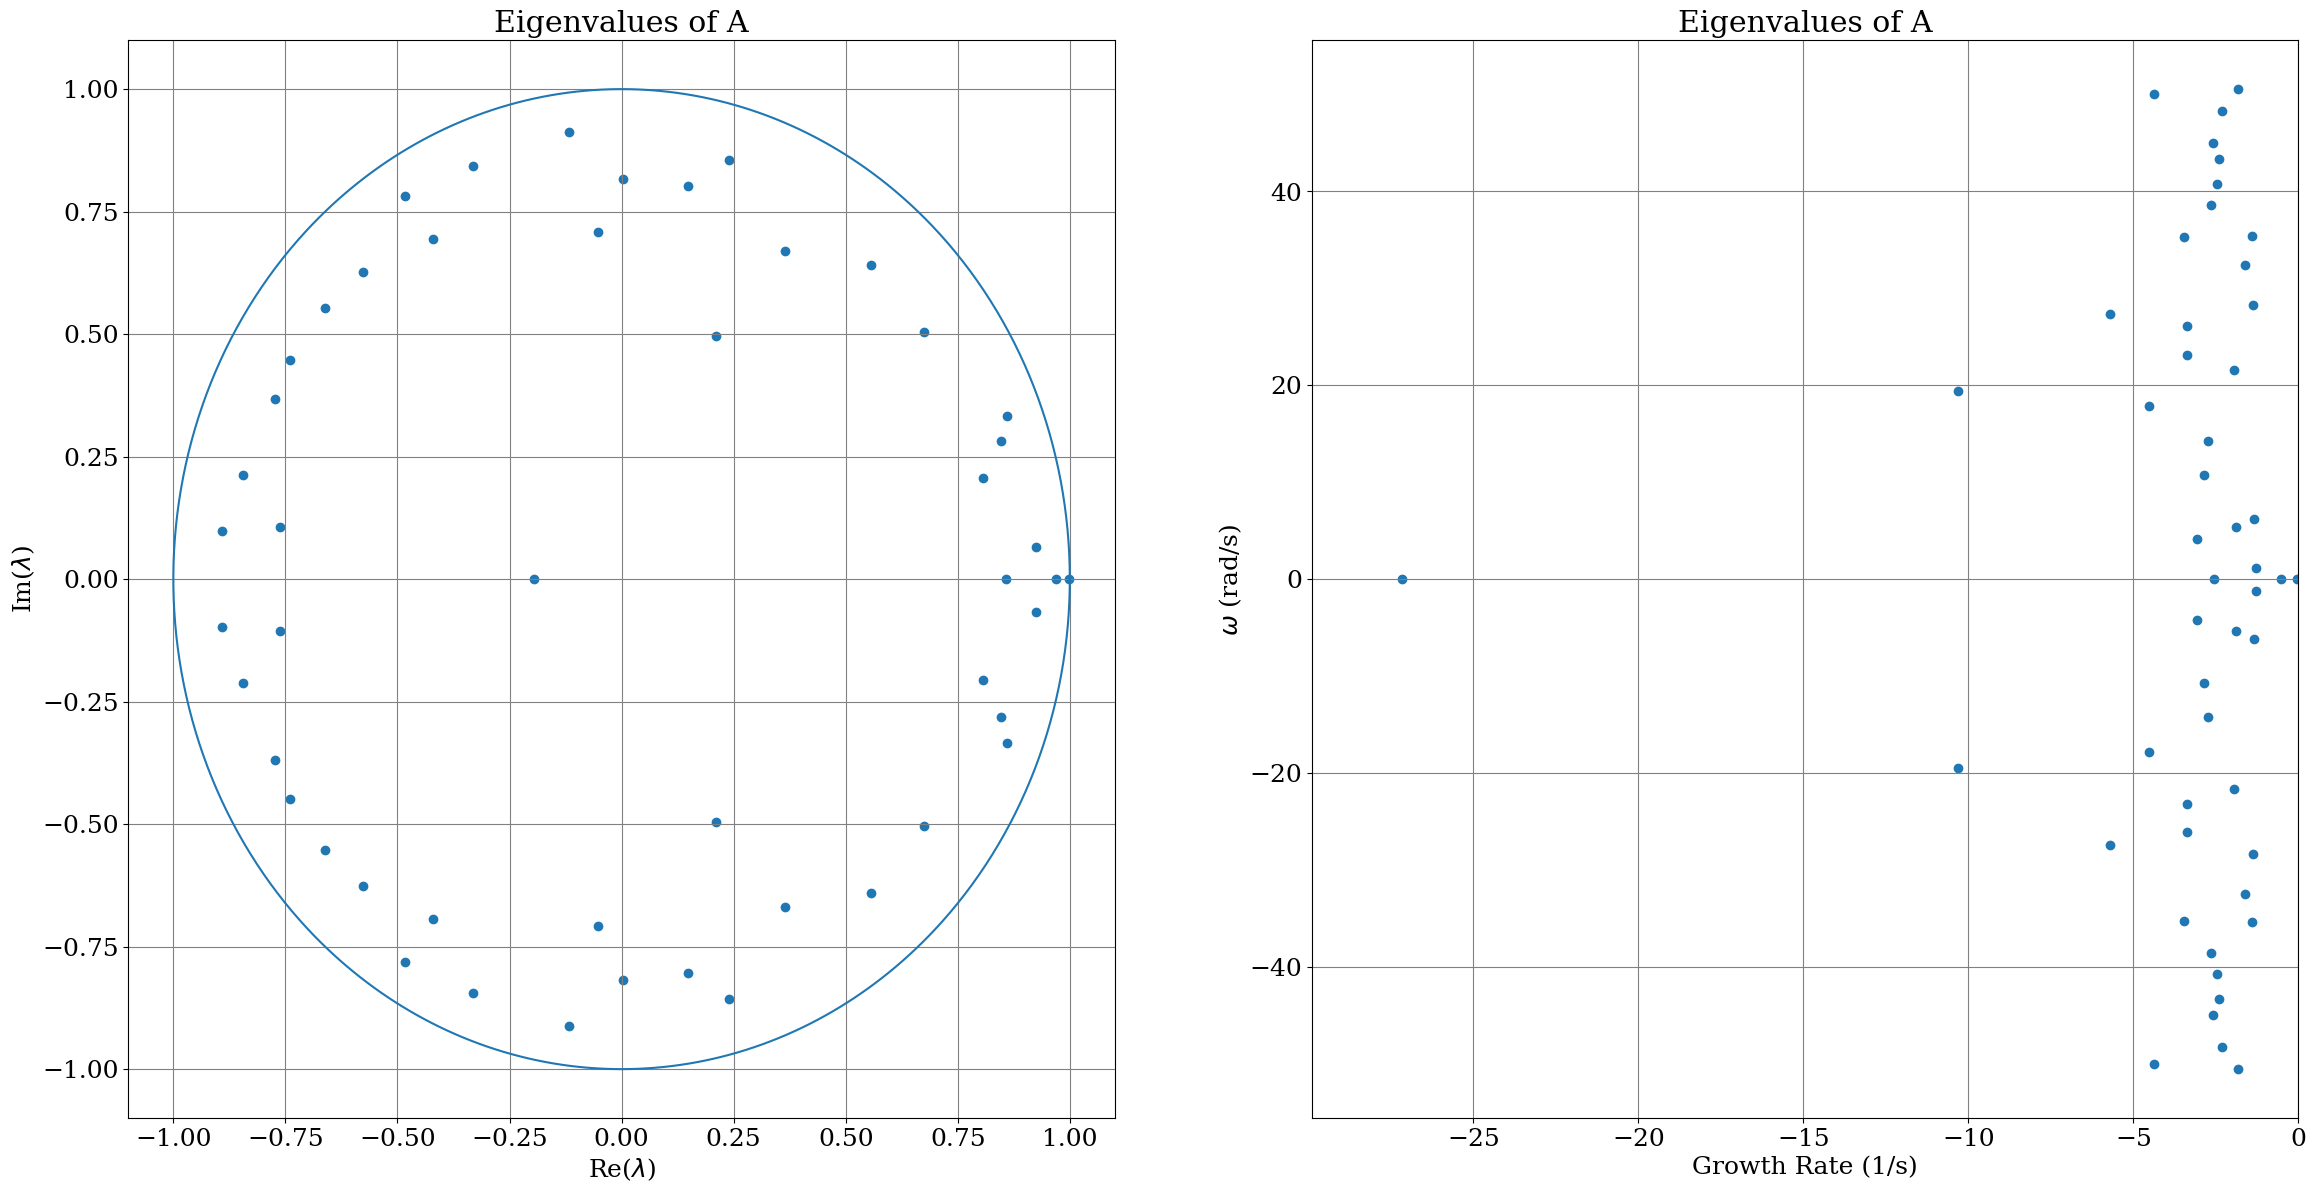 Eigenvalues of A
1.00
0.75
0.50
0.25
0.00
−0.25
−0.50
−0.75
−1.00
Im(λ)
−1.00 −0.75 −0.50 −0.25 0.00 0.25 0.50 0.75 1.00
Re(λ)
Eigenvalues of A
40
20
0
−20
−40
ω (rad/s)
−25 −20 −15 −10 −5 0
Growth Rate (1/s)